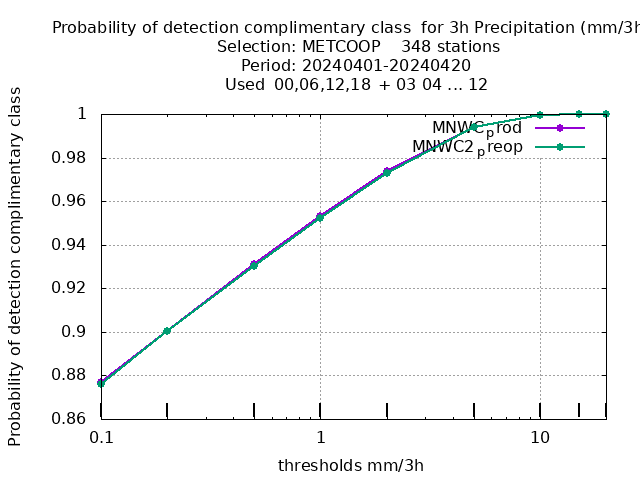 Probability of detection complimentary class for 3h Precipitation (mm/3h
Selection: METCOOP 348 stations
Period: 20240401-20240420
Used 00,06,12,18 + 03 04 ... 12
Probability of detection complimentary class
1
0.98
0.96
0.94
0.92
0.9
0.88
0.86
MNWC_prod
MNWC2_preop
0.1
1
10
thresholds mm/3h